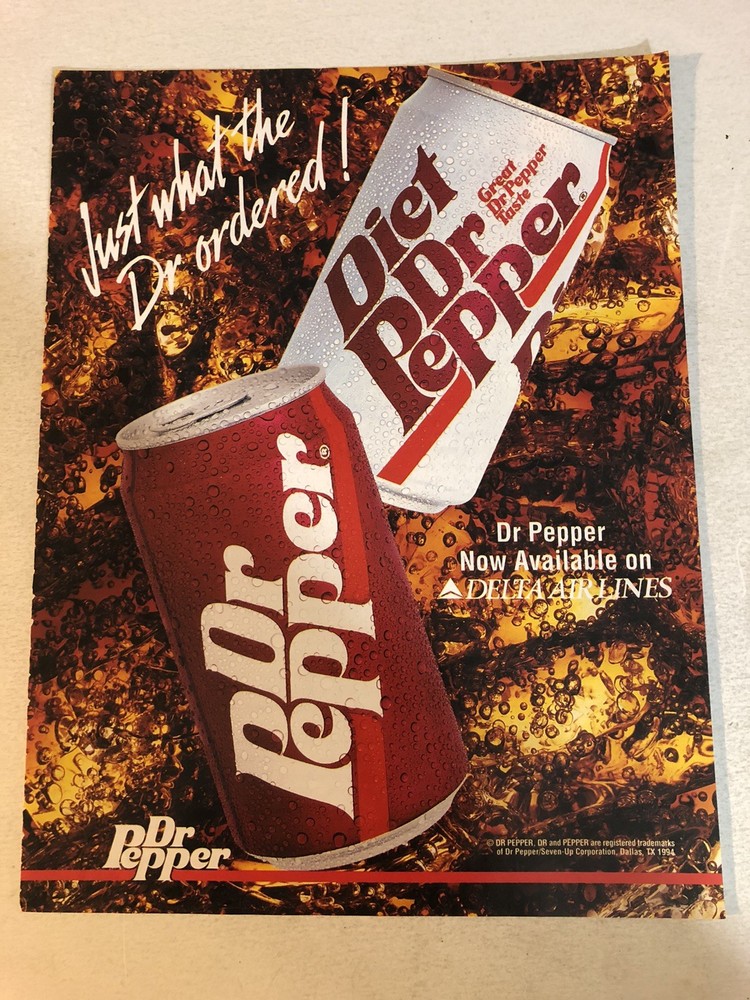 Just what the
Dr ordered!
Diet
Dr
Pepper®
Great
Dr Pepper
Taste
Dr
Pepper®
Dr Pepper
Now Available on
DELTA AIR LINES
Dr
Pepper
© DR PEPPER, DR and PEPPER are registered trademarks
of Dr Pepper/Seven-Up Corporation, Dallas, TX 1994